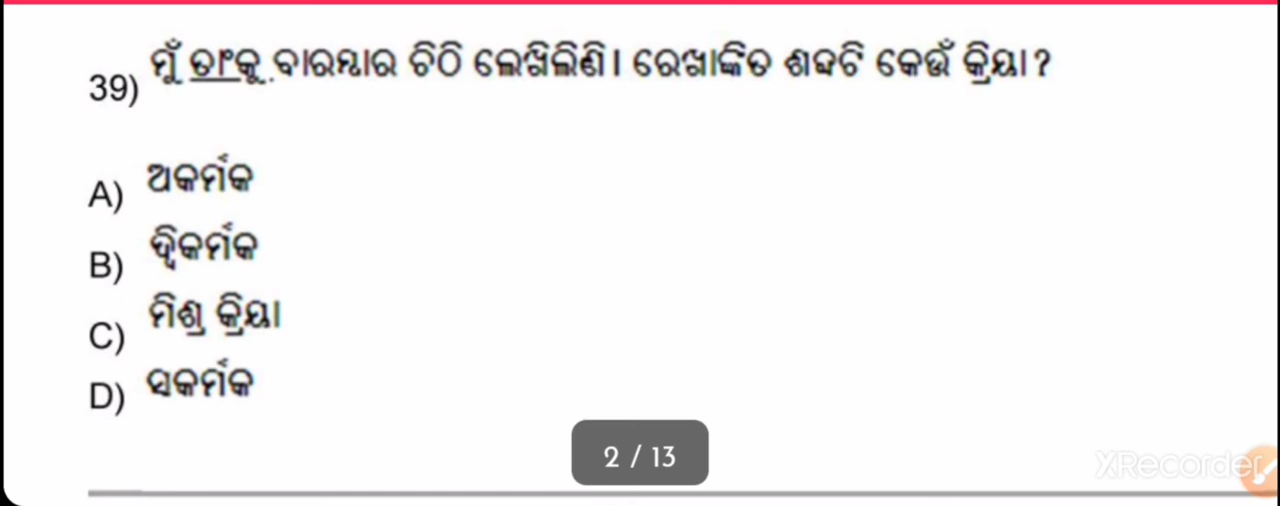 39) ମୁଁ ତାଂକୁ ବାରମ୍ବାର ଚିଠି ଲେଖିଲିଣି। ରେଖାଙ୍କିତ ଶବ୍ଦଟି କେଉଁ କ୍ରିୟା?
A) ଅକର୍ମକ
B) ଦ୍ଵିକର୍ମକ
C) ମିଶ୍ର କ୍ରିୟା
D) ସକର୍ମକ
2 / 13
XRecorder